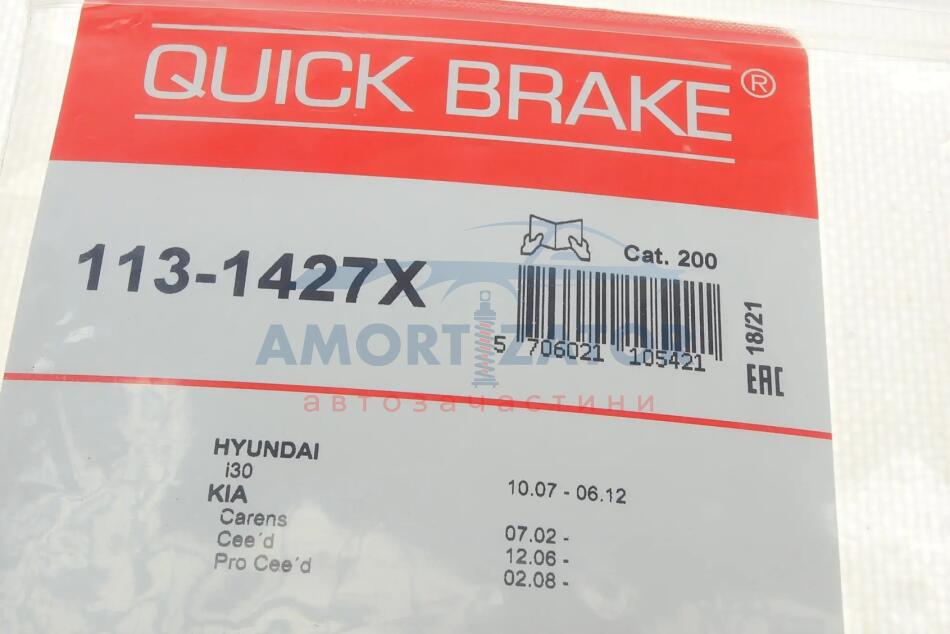 QUICK BRAKE®
113-1427X
Cat. 200
5 706021 105421
18/21
EAC
AMORTIZATOR
автозачастини
HYUNDAI
i30 10.07 - 06.12
KIA
Carens 07.02 -
Cee´d 12.06 -
Pro Cee´d 02.08 -